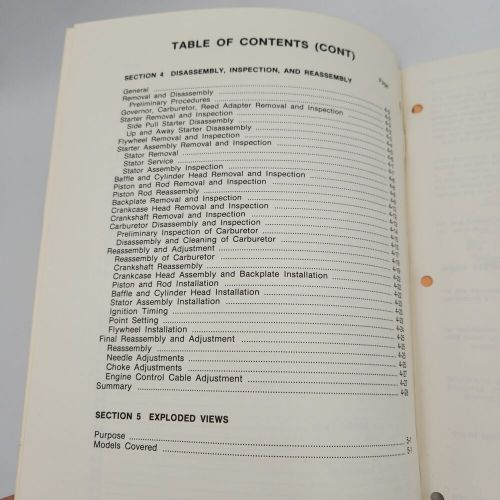 TABLE OF CONTENTS (CONT)
SECTION 4 DISASSEMBLY, INSPECTION, AND REASSEMBLY
Page
General
Removal and Disassembly
Preliminary Procedures
Governor, Carburetor, Reed Adapter Removal and Inspection
Starter Removal and Inspection
Side Pull Starter Disassembly
Up and Away Starter Disassembly
Flywheel Removal and Inspection
Starter Assembly Removal and Inspection
Stator Removal
Stator Service
Stator Assembly Inspection
Baffle and Cylinder Head Removal and Inspection
Piston and Rod Removal and Inspection
Piston Rod Reassembly
Backplate Removal and Inspection
Crankcase Head Removal and Inspection
Crankshaft Removal and Inspection
Carburetor Disassembly and Inspection
Preliminary Inspection of Carburetor
Disassembly and Cleaning of Carburetor
Reassembly and Adjustment
Reassembly of Carburetor
Crankshaft Reassembly
Crankcase Head Assembly and Backplate Installation
Piston and Rod Installation
Baffle and Cylinder Head Installation
Stator Assembly Installation
Ignition Timing
Point Setting
Flywheel Installation
Final Reassembly and Adjustment
Reassembly
Needle Adjustments
Choke Adjustments
Engine Control Cable Adjustment
Summary
SECTION 5 EXPLODED VIEWS
Purpose 5-1
Models Covered 5-1